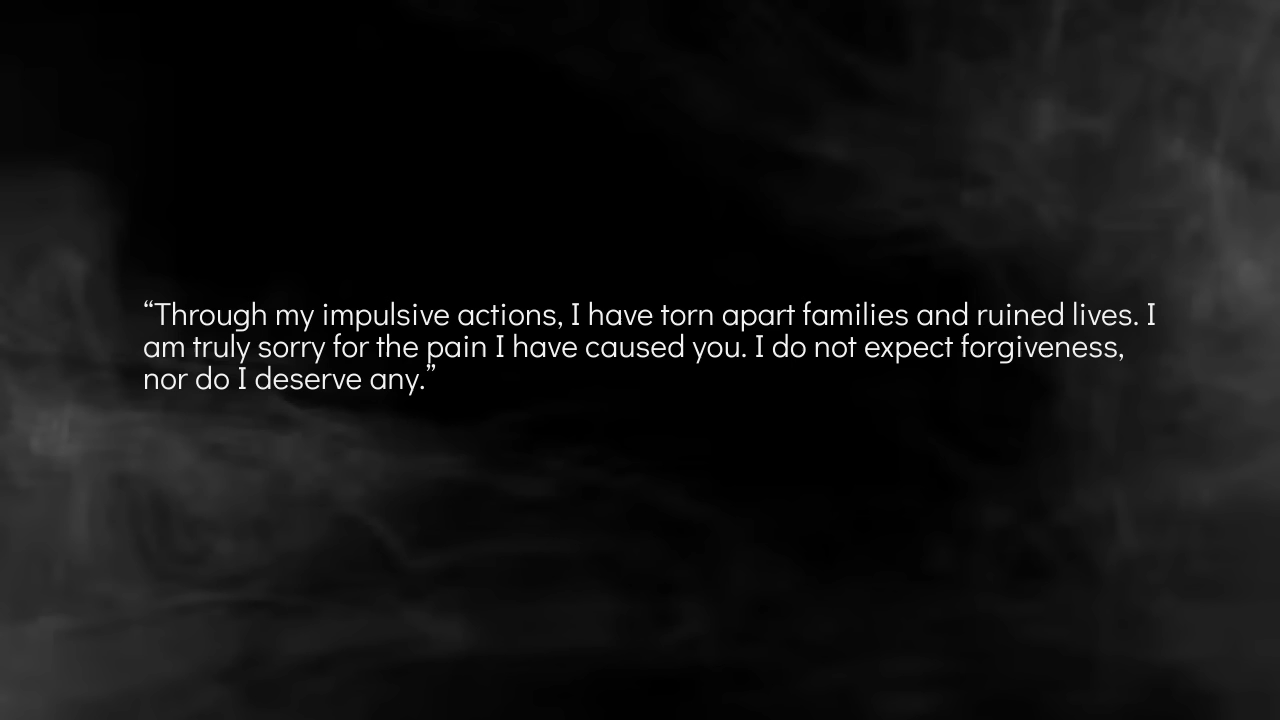 “Through my impulsive actions, I have torn apart families and ruined lives. I
am truly sorry for the pain I have caused you. I do not expect forgiveness,
nor do I deserve any.”